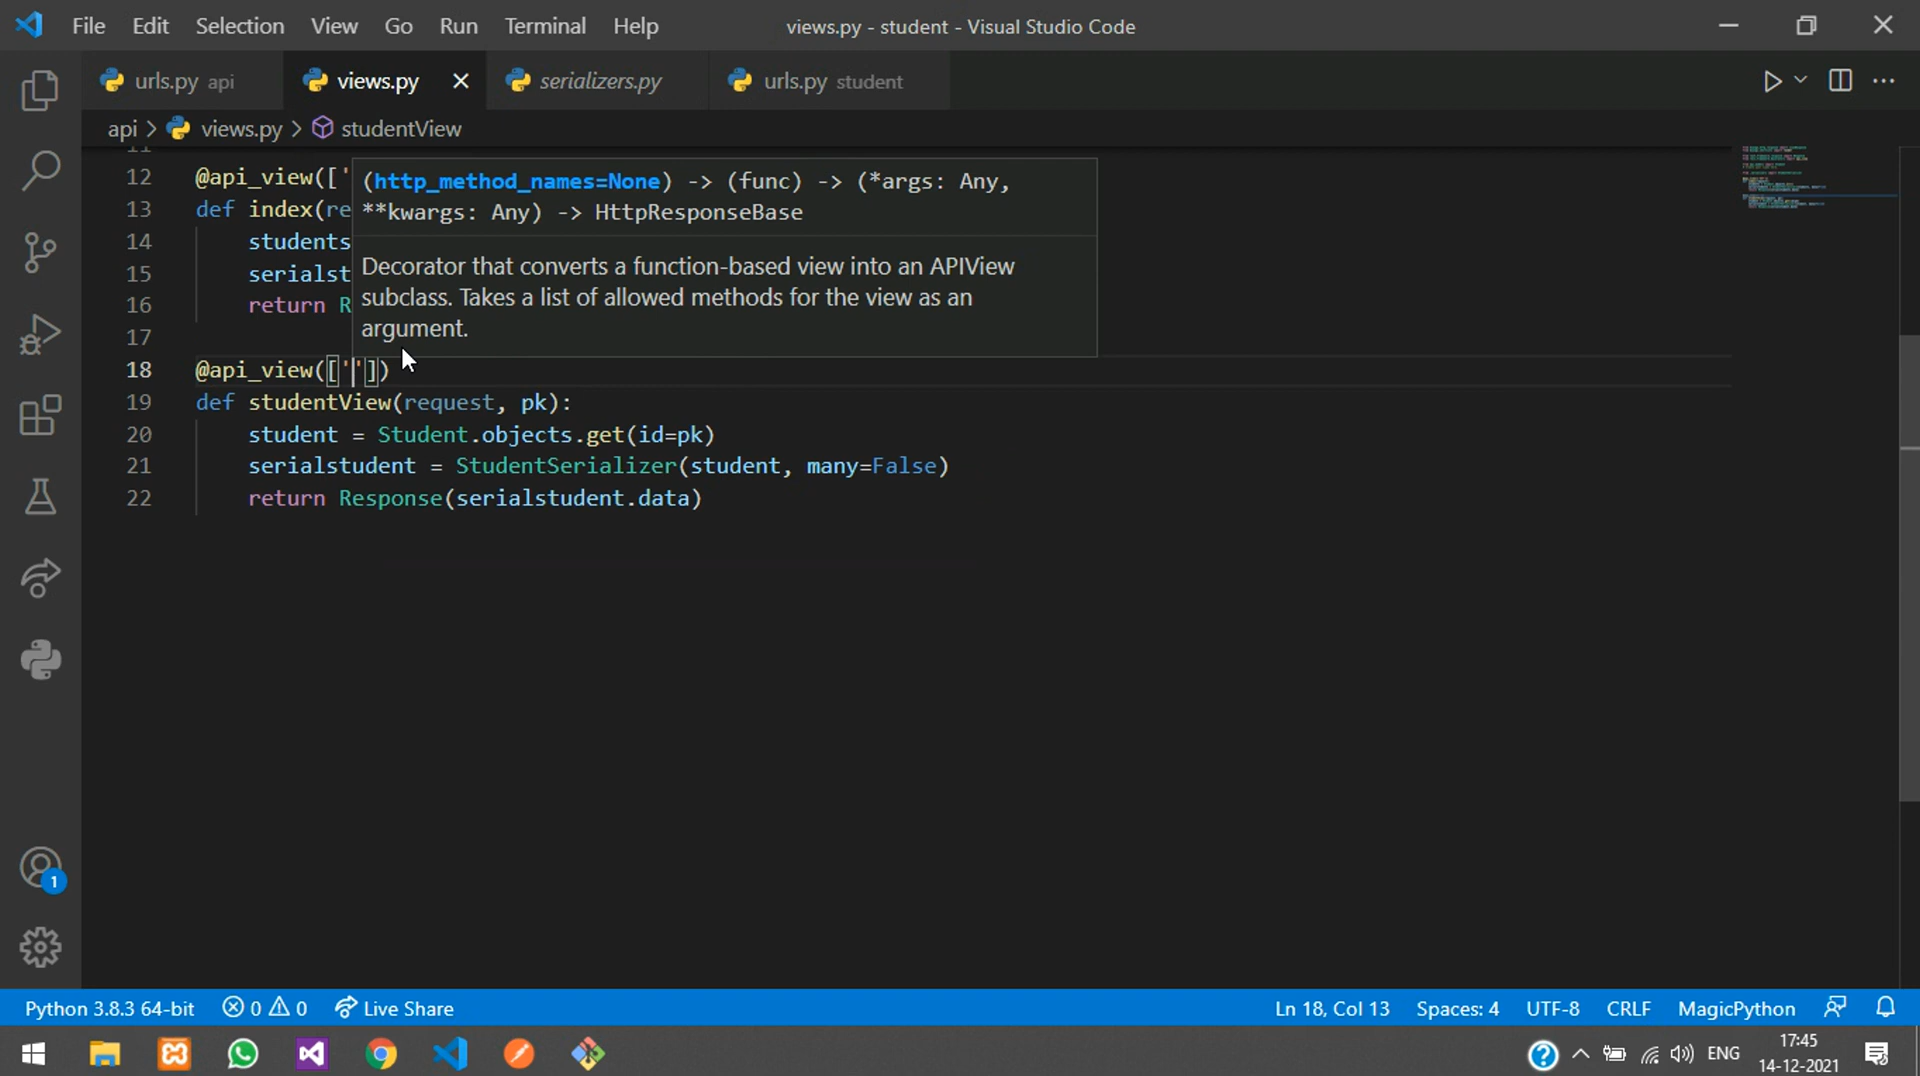 File Edit Selection View Go Run Terminal Help views.py - student - Visual Studio Code
urls.py api views.py serializers.py urls.py student
api > views.py > studentView
11
12 @api_view(['
(http_method_names=None) -> (func) -> (*args: Any,
13 def index(re
**kwargs: Any) -> HttpResponseBase
14 students
Decorator that converts a function-based view into an APIView
15 serialst
subclass. Takes a list of allowed methods for the view as an
16 return R
argument.
17
18 @api_view([''])
19 def studentView(request, pk):
20 student = Student.objects.get(id=pk)
21 serialstudent = StudentSerializer(student, many=False)
22 return Response(serialstudent.data)
1
Python 3.8.3 64-bit 0 0 Live Share Ln 18, Col 13 Spaces: 4 UTF-8 CRLF MagicPython
ENG 17:45
14-12-2021